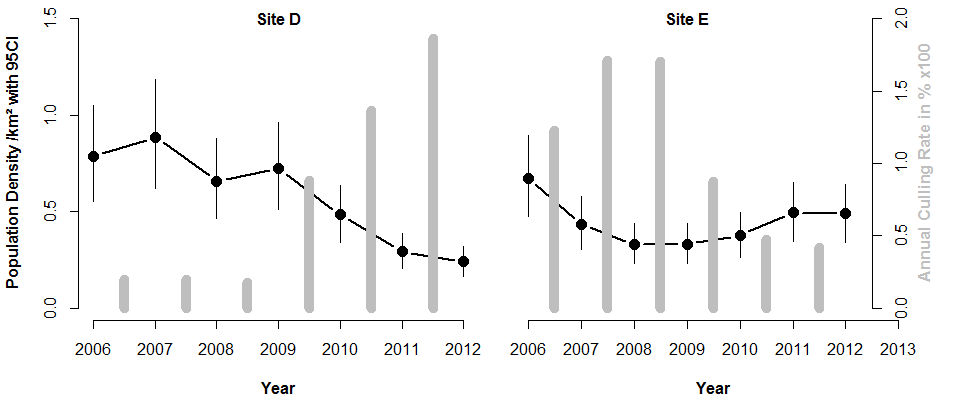 Site D
Site E
Population Density /km² with 95CI
1.5
1.0
0.5
0.0
2006 2007 2008 2009 2010 2011 2012
Year
2006 2007 2008 2009 2010 2011 2012 2013
Year
2.0
1.5
1.0
0.5
0.0
Annual Culling Rate in % x100